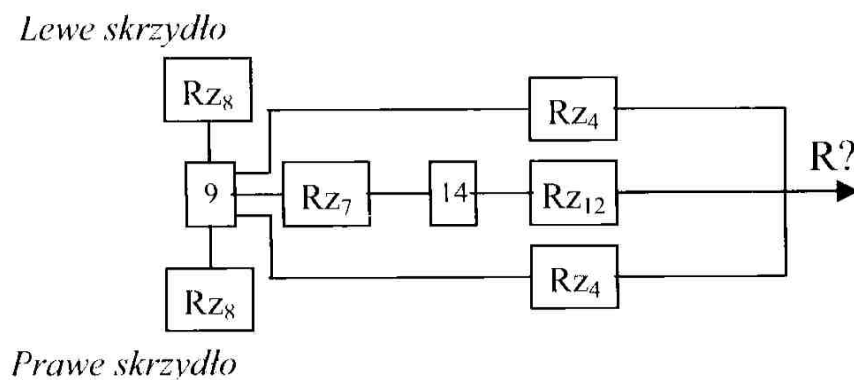 Lewe skrzydło
Rz₈
Rz₄
R?
9
Rz₇
14
Rz₁₂
Rz₈
Rz₄
Prawe skrzydło